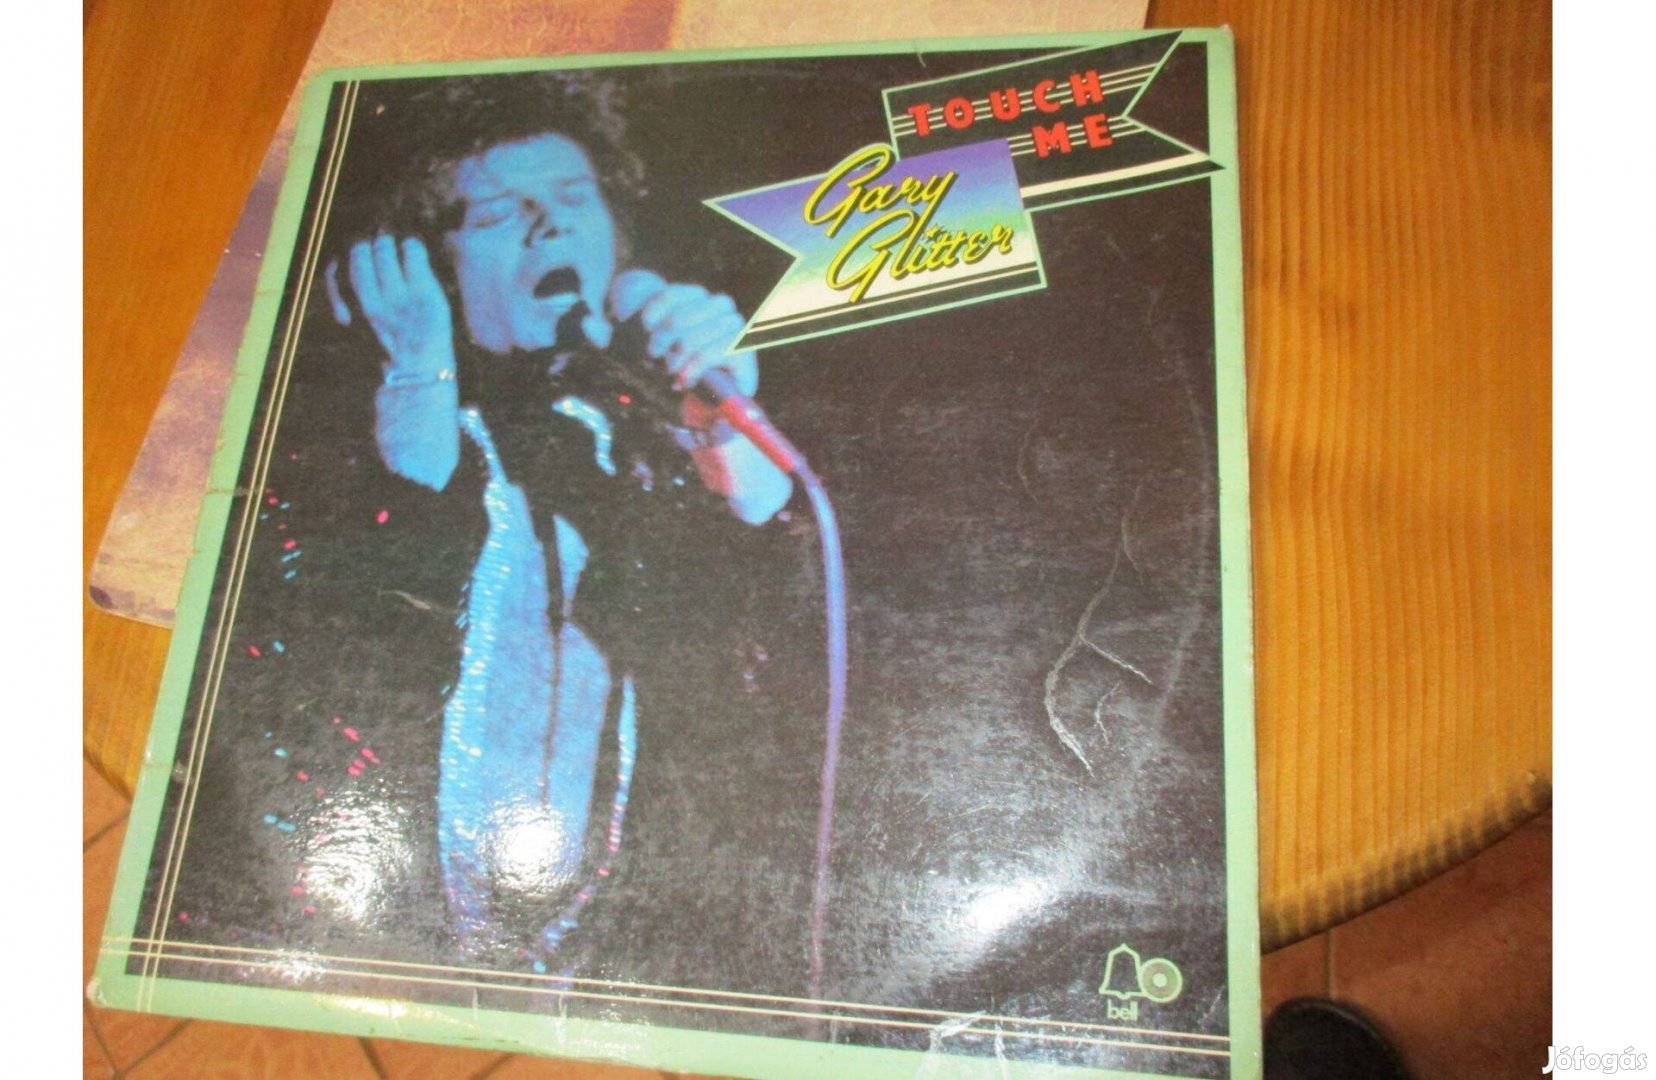 TOUCH
ME
Gary
Glitter
bell
Jófogás